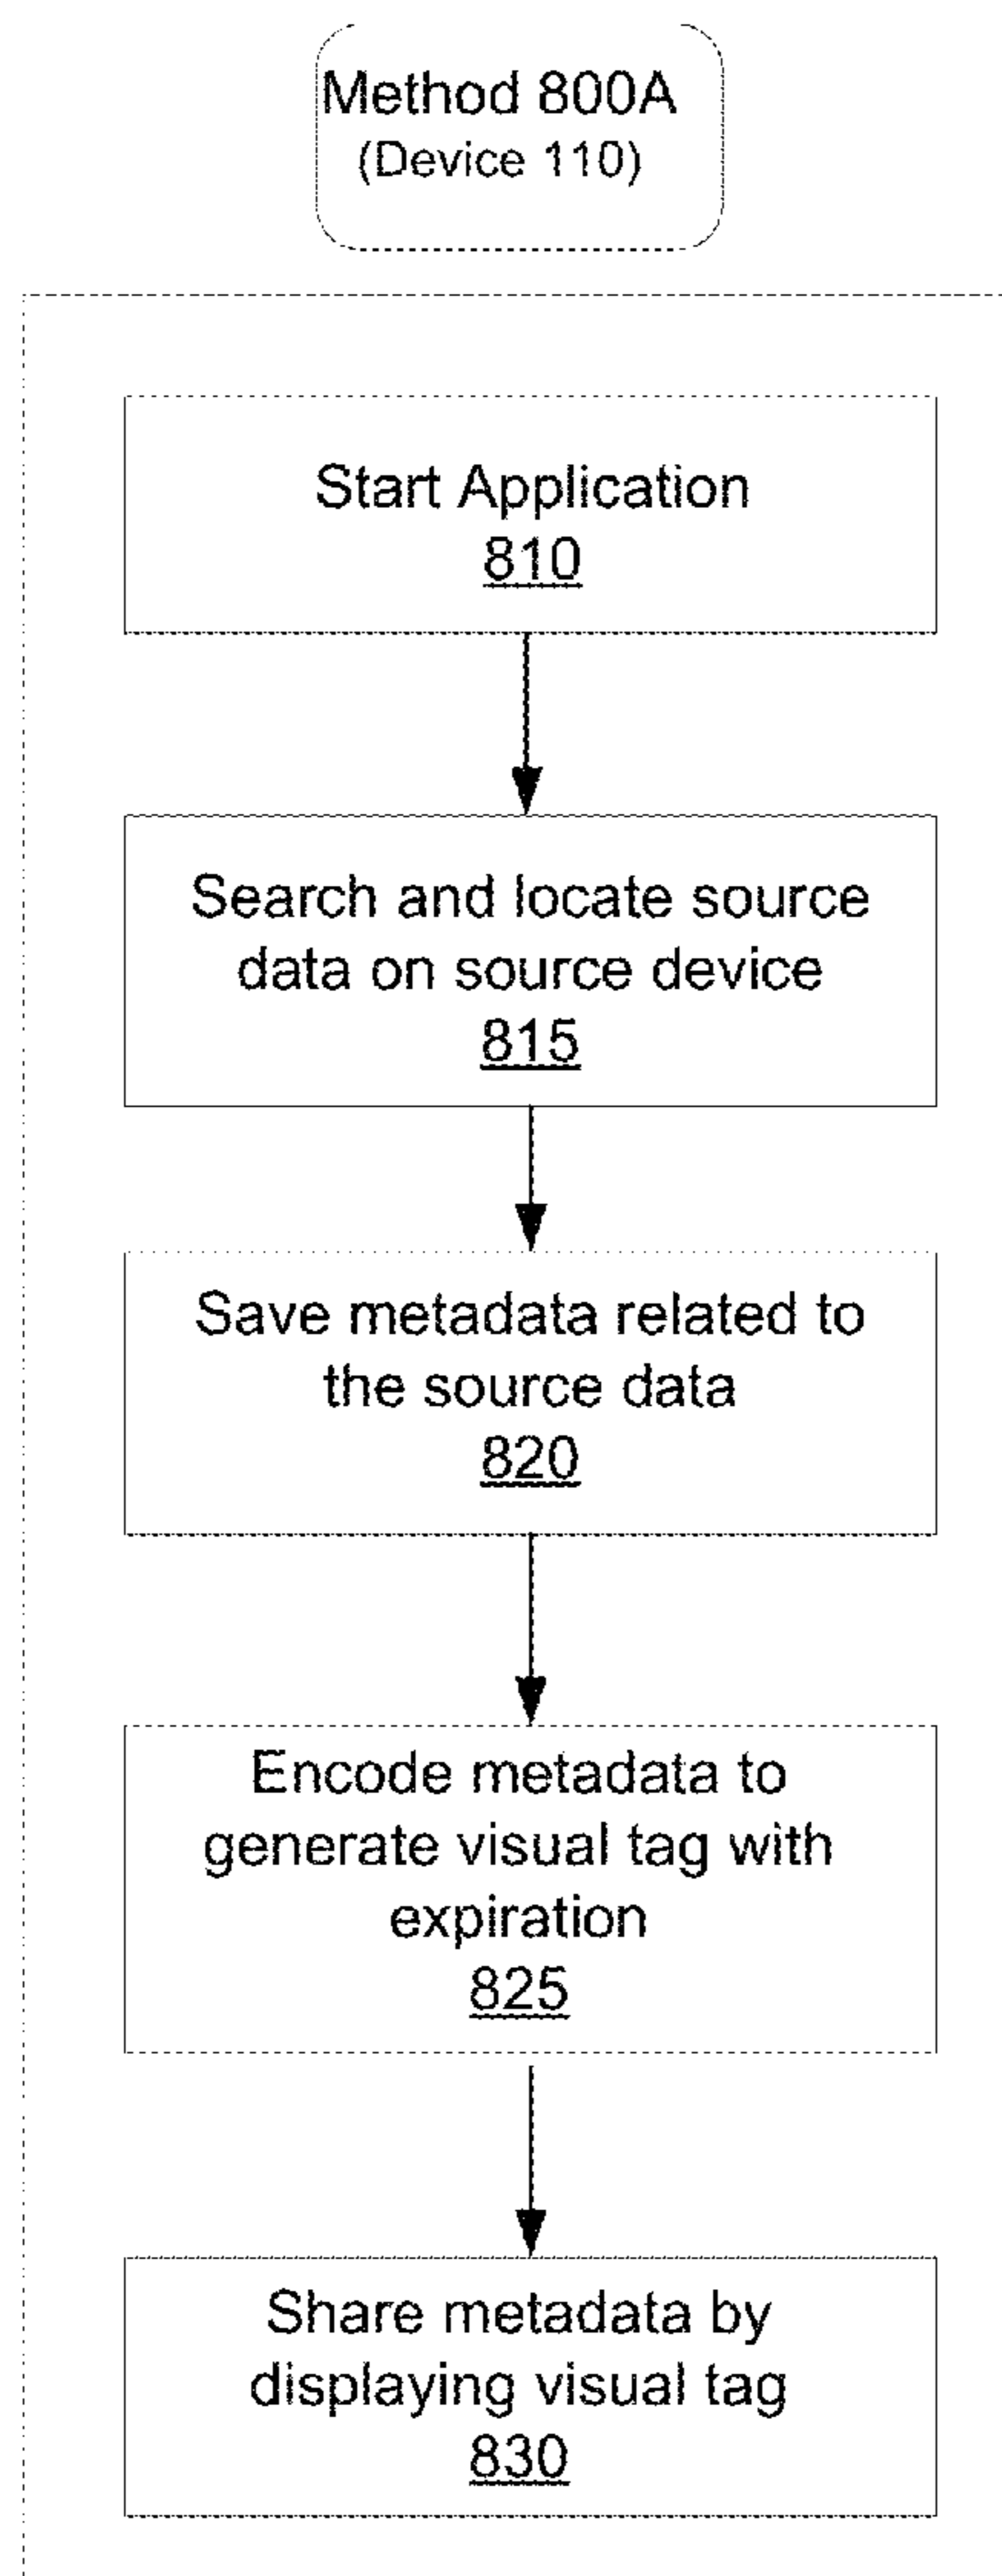 Method 800A
(Device 110)
Start Application
810
Search and locate source
data on source device
815
Save metadata related to
the source data
820
Encode metadata to
generate visual tag with
expiration
825
Share metadata by
displaying visual tag
830